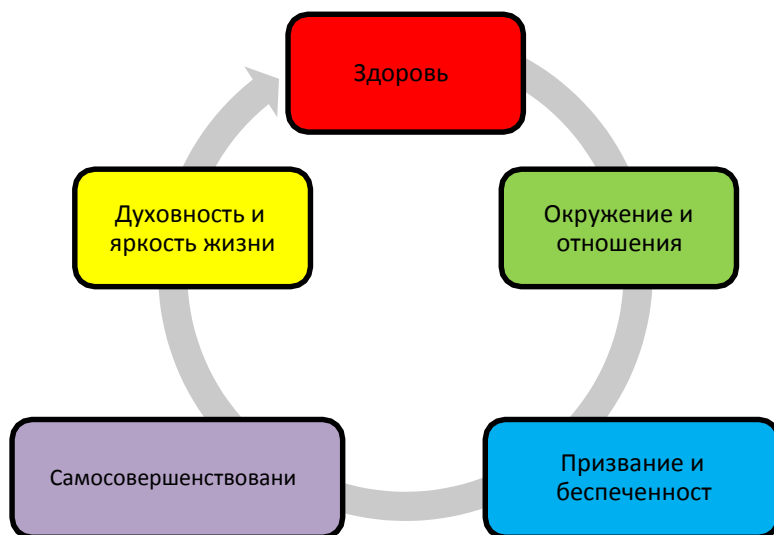 Здоровь
Окружение и
отношения
Призвание и
беспеченност
Самосовершенствовани
Духовность и
яркость жизни